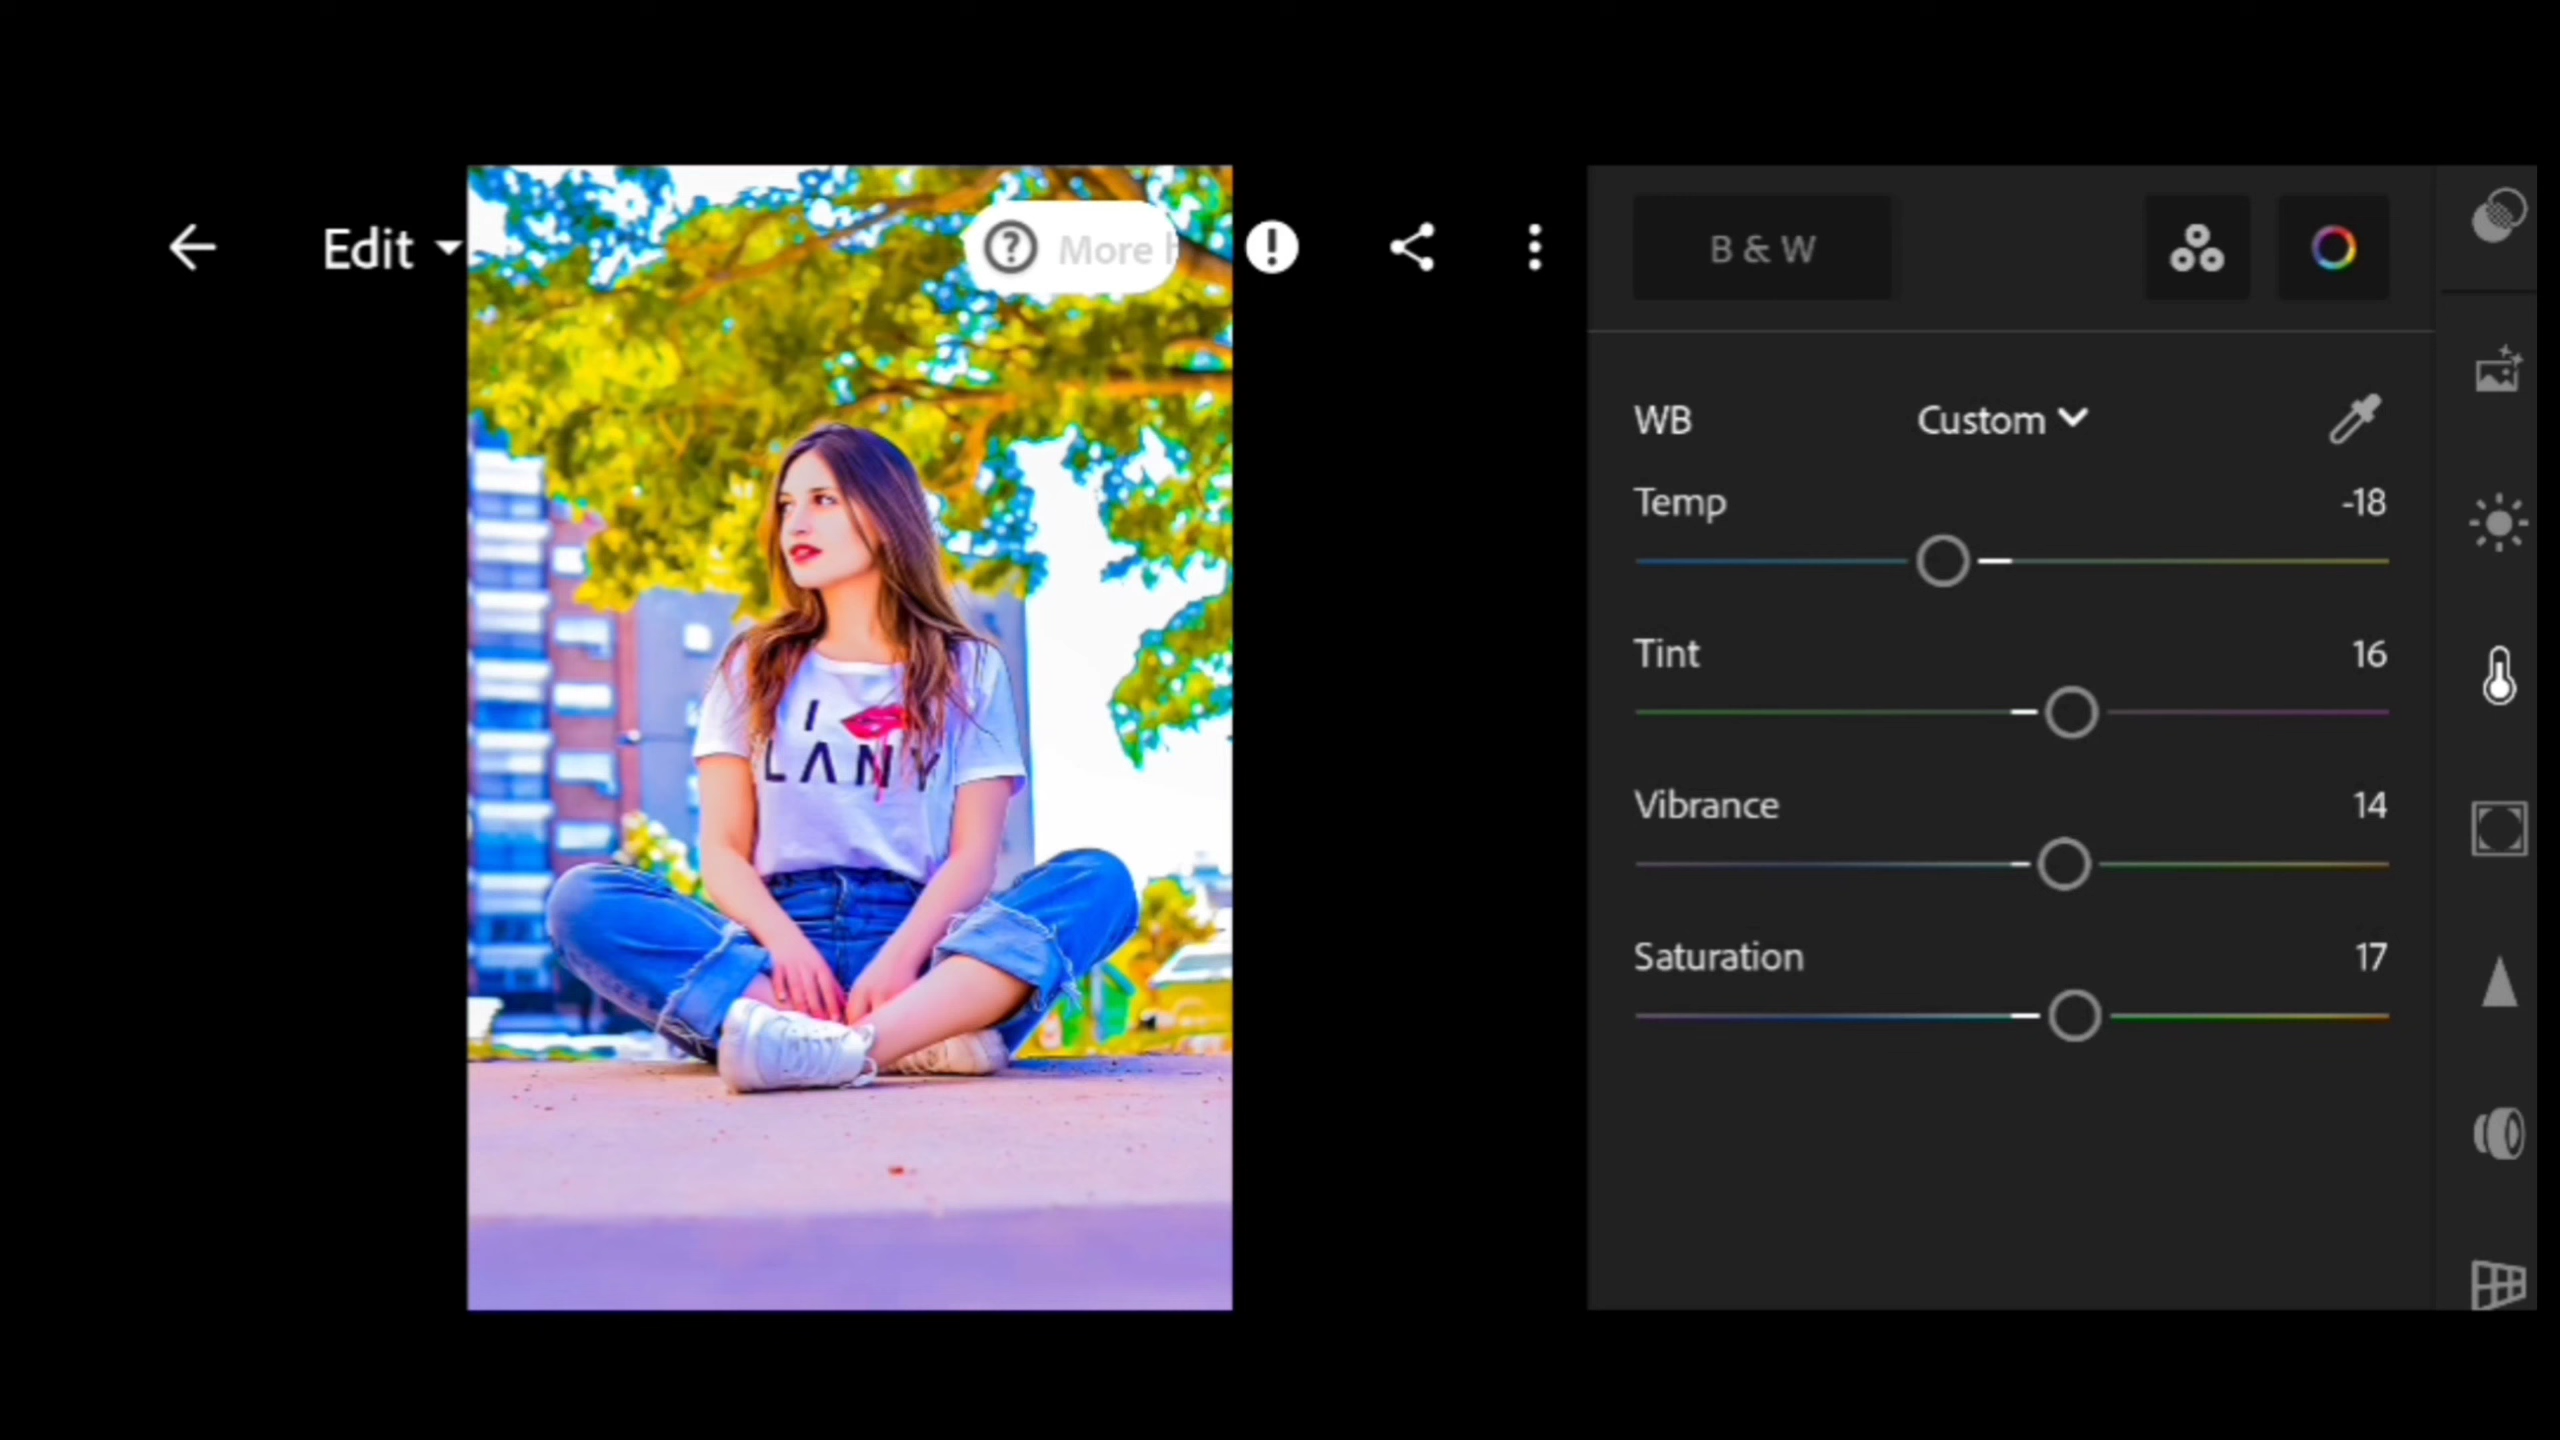 Edit
More
B & W
WB
Custom
Temp
-18
Tint
16
Vibrance
14
Saturation
17
I
LANY